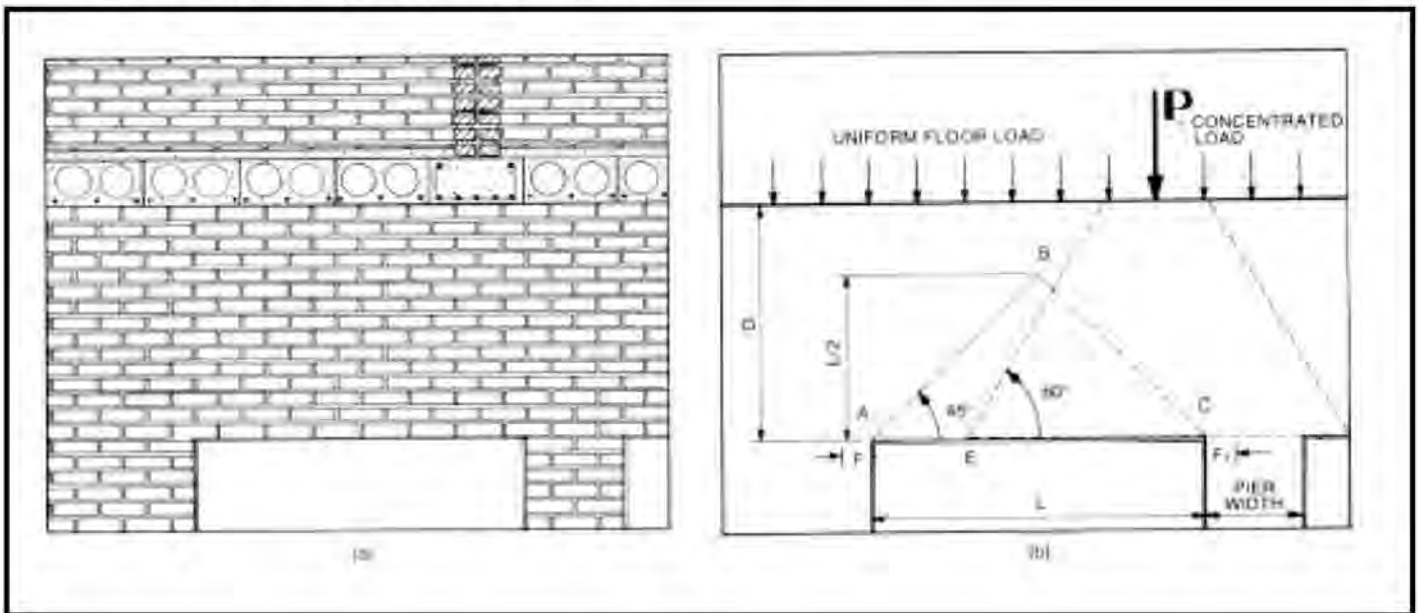 P
CONCENTRATED
LOAD
UNIFORM FLOOR LOAD
B
D
L/2
A
45°
60°
C
F
E
F
L
PIER
WIDTH
(a)
(b)